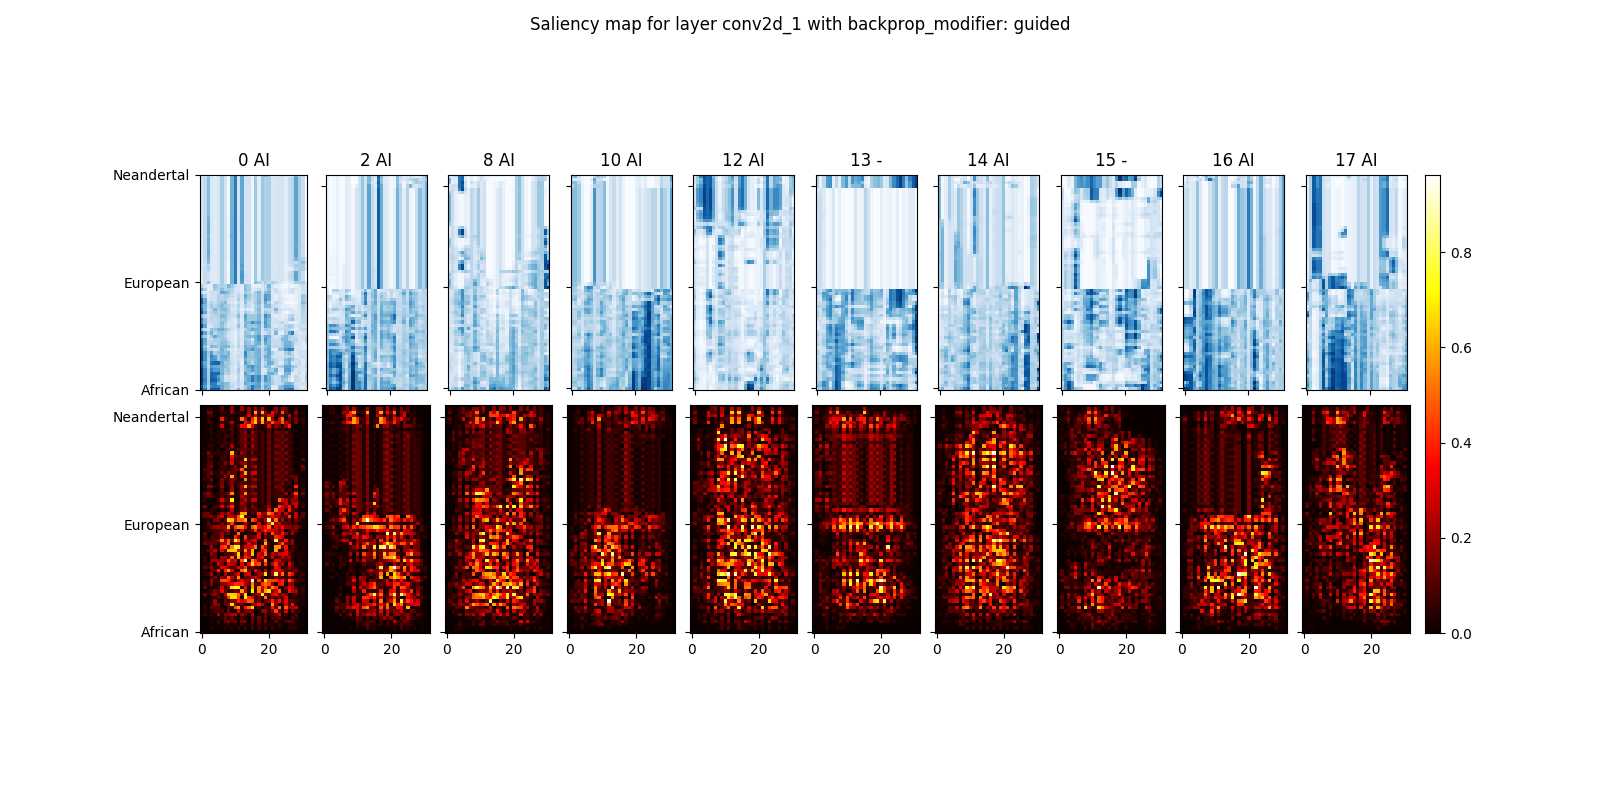 Saliency map for layer conv2d_1 with backprop_modifier: guided
0 AI 2 AI 8 AI 10 AI 12 AI 13 - 14 AI 15 - 16 AI 17 AI
Neandertal
European
African
0.8
0.6
0.4
0.2
0.0
Neandertal
European
African
0 20 0 20 0 20 0 20 0 20 0 20 0 20 0 20 0 20 0 20